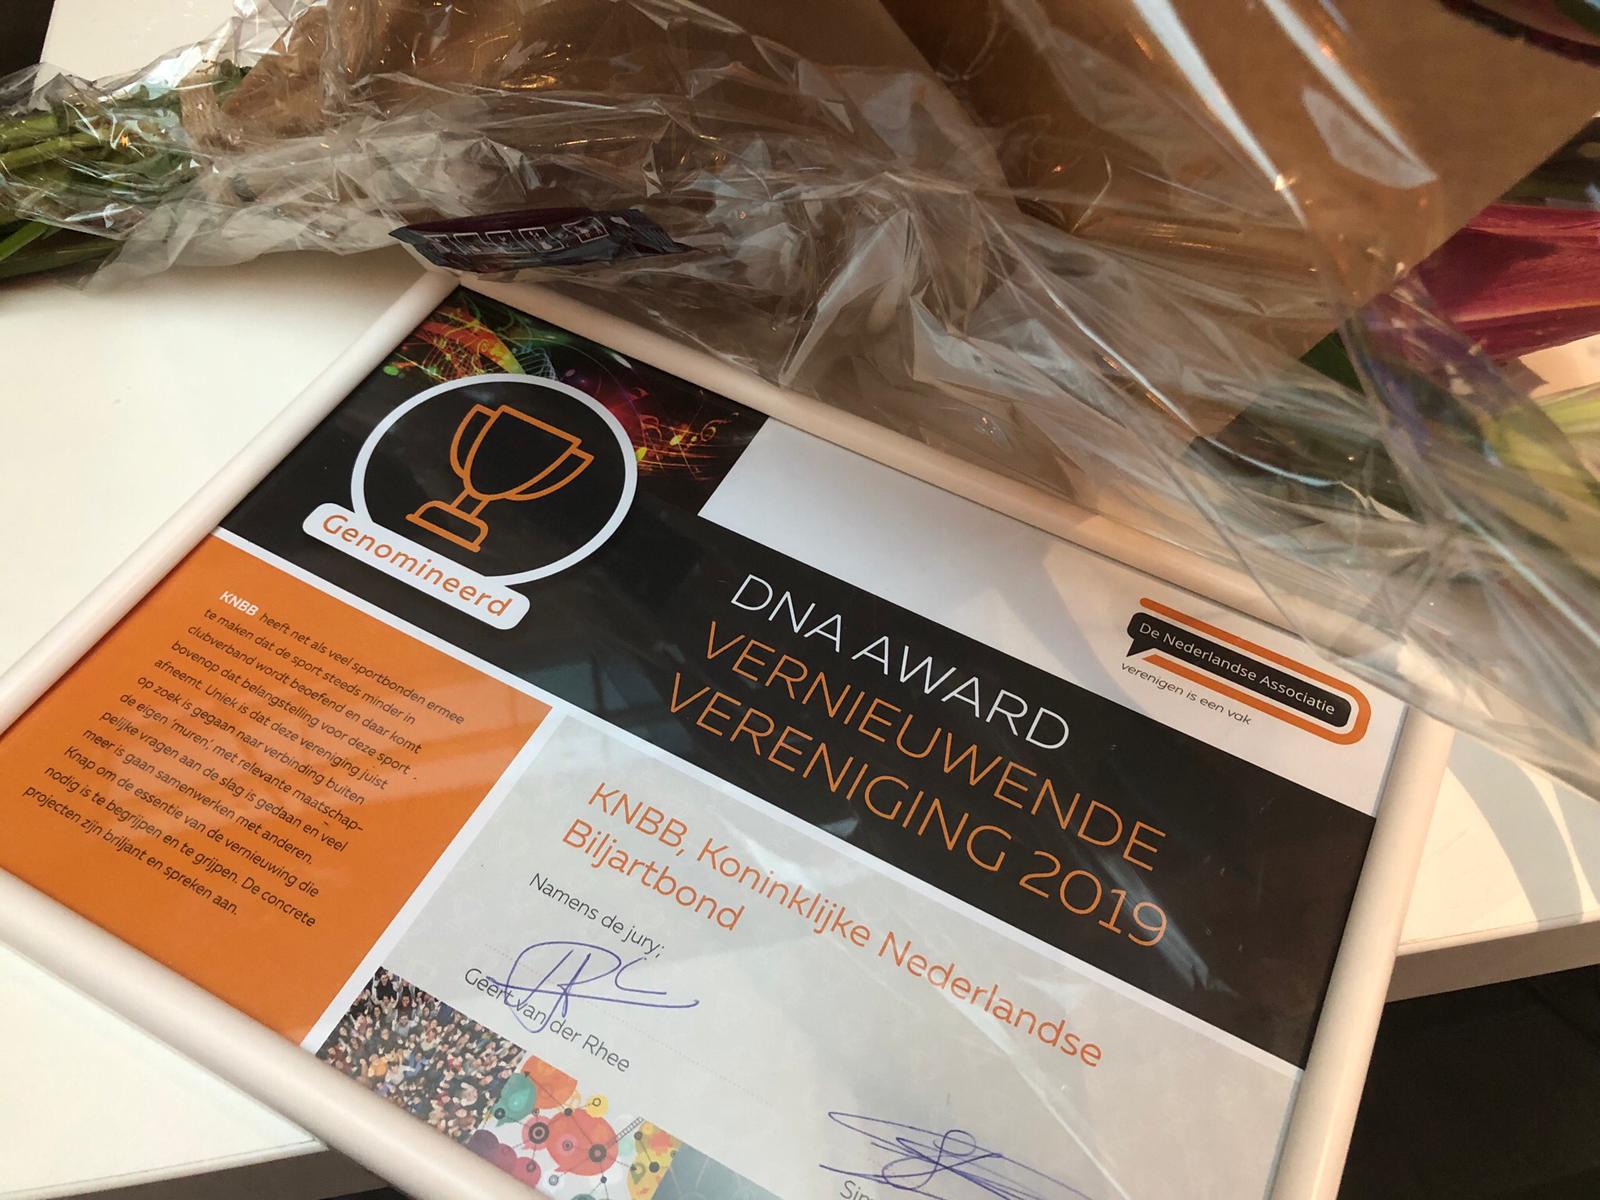 Genomineerd
DNA AWARD
VERNIEUWENDE
VERENIGING 2019
De Nederlandse Associatie
verenigen is een vak
KNBB heeft net als veel sportbonden ermee
te maken dat de sport steeds minder in
clubverband wordt beoefend en daar komt
bovenop dat belangstelling voor deze sport
afneemt. Uniek is dat deze vereniging juist
op zoek is gegaan naar verbinding buiten
de eigen ‘muren’, met relevante maatschap-
pelijke vragen aan de slag is gedaan en veel
meer is gaan samenwerken met anderen.
Knap om de essentie van de vernieuwing die
nodig is te begrijpen en te grijpen. De concrete
projecten zijn briljant en spreken aan.
KNBB, Koninklijke Nederlandse
Biljartbond
Namens de jury;
Geert van der Rhee